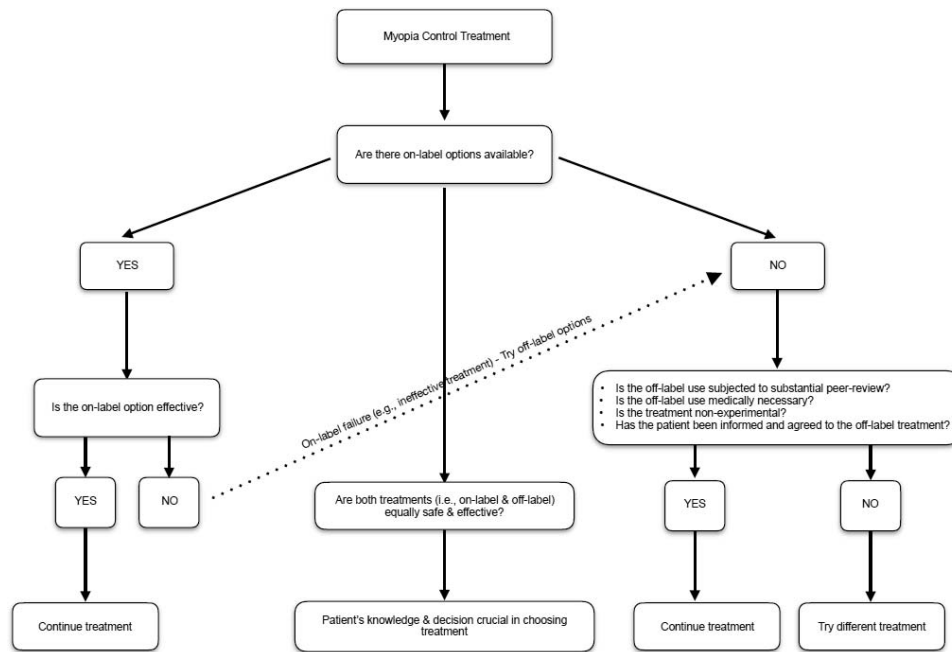 Myopia Control Treatment
Are there on-label options available?
YES
NO
On-label failure (e.g., ineffective treatment) - Try off-label options
Is the on-label option effective?
• Is the off-label use subjected to substantial peer-review?
• Is the off-label use medically necessary?
• Is the treatment non-experimental?
• Has the patient been informed and agreed to the off-label treatment?
YES
NO
Are both treatments (i.e., on-label & off-label)
equally safe & effective?
YES
NO
Continue treatment
Patient's knowledge & decision crucial in choosing
treatment
Continue treatment
Try different treatment